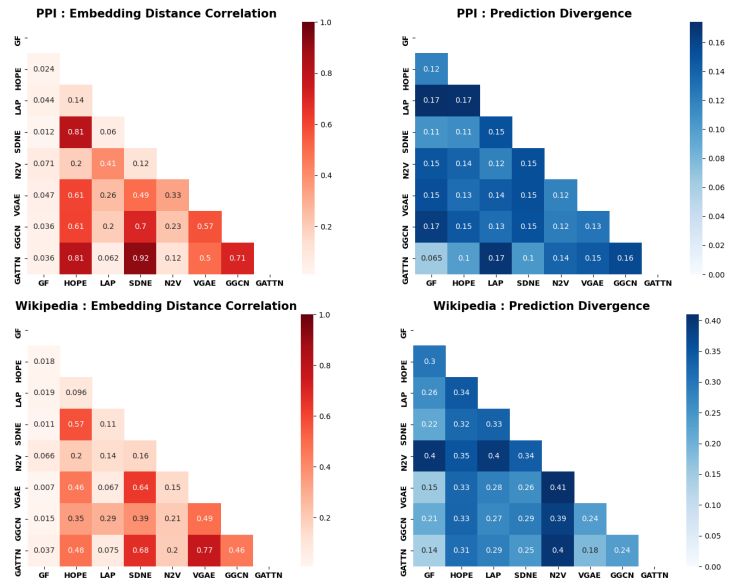 PPI : Embedding Distance Correlation
GF
HOPE 0.024
LAP 0.044 0.14
SDNE 0.012 0.81 0.06
N2V 0.071 0.2 0.41 0.12
VGAE 0.047 0.61 0.26 0.49 0.33
GGCN 0.036 0.61 0.2 0.7 0.23 0.57
GATTN 0.036 0.81 0.062 0.92 0.12 0.5 0.71
GF HOPE LAP SDNE N2V VGAE GGCN GATTN
1.0
0.8
0.6
0.4
0.2
PPI : Prediction Divergence
0.12
0.17 0.17
0.11 0.11 0.15
0.15 0.14 0.12 0.15
0.15 0.13 0.14 0.15 0.12
0.17 0.15 0.13 0.15 0.12 0.13
0.065 0.1 0.17 0.1 0.14 0.15 0.16
GF HOPE LAP SDNE N2V VGAE GGCN GATTN
0.16
0.14
0.12
0.10
0.08
0.06
0.04
0.02
0.00
Wikipedia : Embedding Distance Correlation
GF
HOPE 0.018
LAP 0.019 0.096
SDNE 0.011 0.57 0.11
N2V 0.066 0.2 0.14 0.16
VGAE 0.007 0.46 0.067 0.64 0.15
GGCN 0.015 0.35 0.29 0.39 0.21 0.49
GATTN 0.037 0.48 0.075 0.68 0.2 0.77 0.46
GF HOPE LAP SDNE N2V VGAE GGCN GATTN
1.0
0.8
0.6
0.4
0.2
Wikipedia : Prediction Divergence
GF
HOPE 0.3
LAP 0.26 0.34
SDNE 0.22 0.32 0.33
N2V 0.4 0.35 0.4 0.34
VGAE 0.15 0.33 0.28 0.26 0.41
GGCN 0.21 0.33 0.27 0.29 0.39 0.24
GATTN 0.14 0.31 0.29 0.25 0.4 0.18 0.24
GF HOPE LAP SDNE N2V VGAE GGCN GATTN
0.40
0.35
0.30
0.25
0.20
0.15
0.10
0.05
0.00